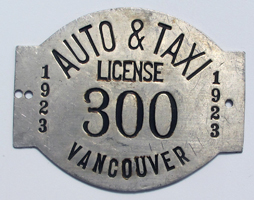 AUTO & TAXI
LICENSE
1923
300
1923
VANCOUVER